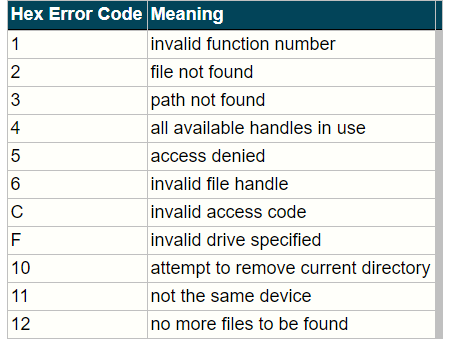 Hex Error Code Meaning
1 invalid function number
2 file not found
3 path not found
4 all available handles in use
5 access denied
6 invalid file handle
C invalid access code
F invalid drive specified
10 attempt to remove current directory
11 not the same device
12 no more files to be found